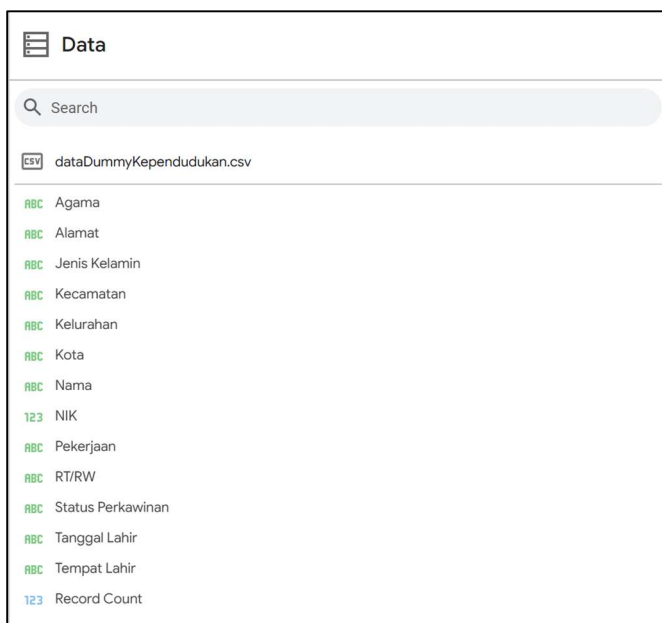 Data
Search
CSV dataDummyKependudukan.csv
ABC Agama
ABC Alamat
ABC Jenis Kelamin
ABC Kecamatan
ABC Kelurahan
ABC Kota
ABC Nama
123 NIK
ABC Pekerjaan
ABC RT/RW
ABC Status Perkawinan
ABC Tanggal Lahir
ABC Tempat Lahir
123 Record Count